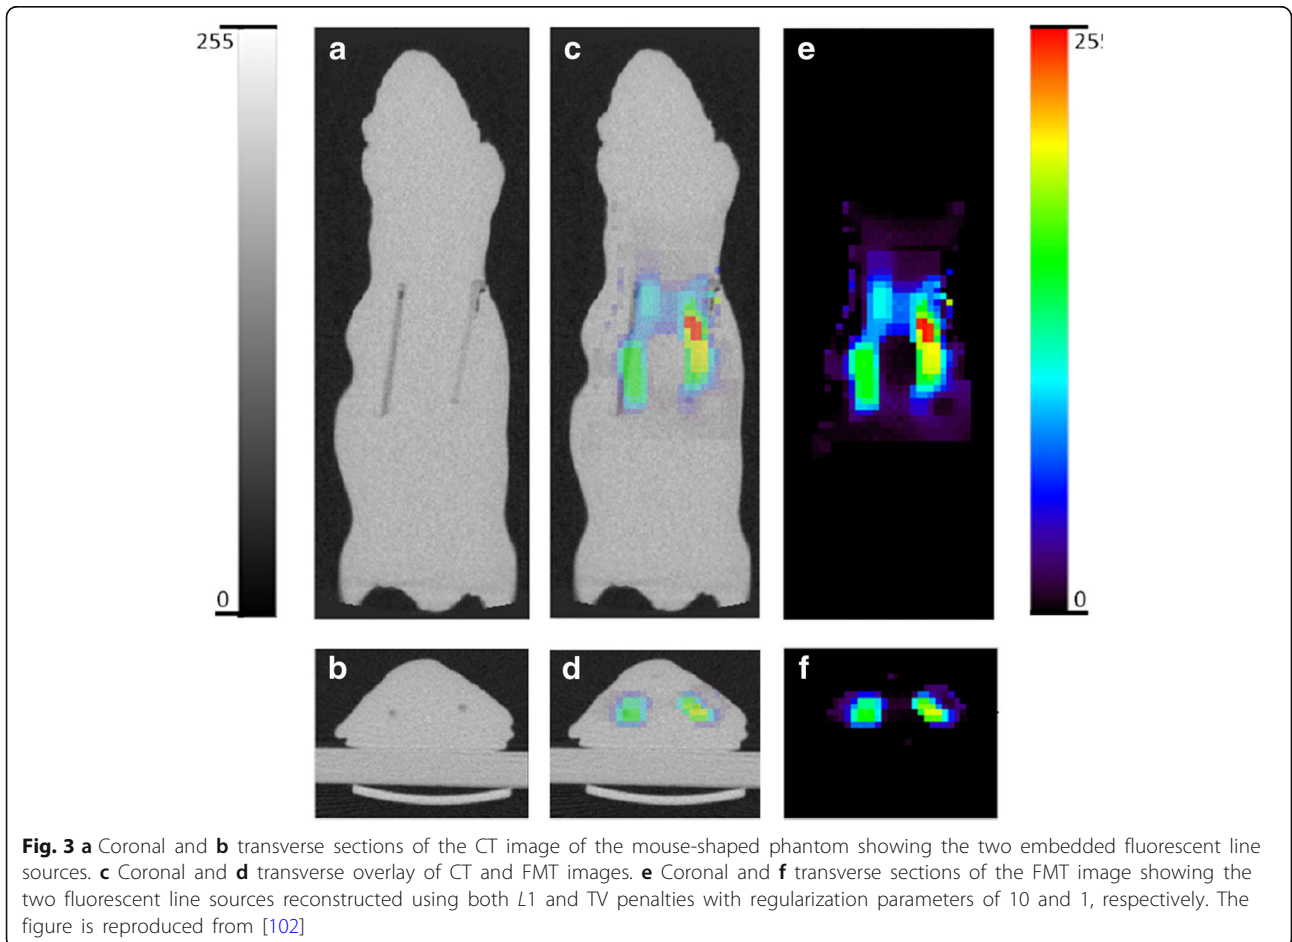 255
a
c
e
25
0
0
b
d
f
Fig. 3 a Coronal and b transverse sections of the CT image of the mouse-shaped phantom showing the two embedded fluorescent line
sources. c Coronal and d transverse overlay of CT and FMT images. e Coronal and f transverse sections of the FMT image showing the
two fluorescent line sources reconstructed using both L1 and TV penalties with regularization parameters of 10 and 1, respectively. The
figure is reproduced from [102]